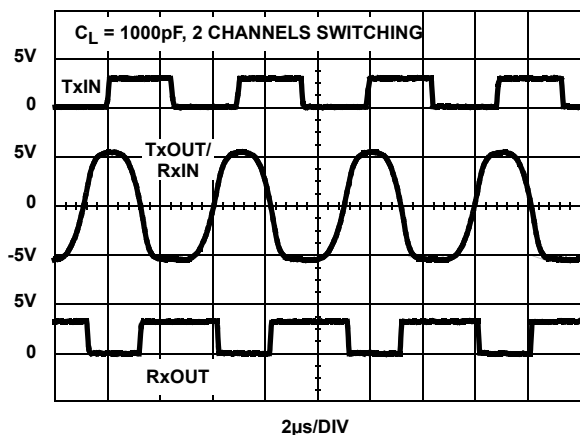 C_L = 1000pF, 2 CHANNELS SWITCHING
5V
TxIN
0
5V
TxOUT/
RxIN
0
-5V
5V
0
RxOUT
2µs/DIV